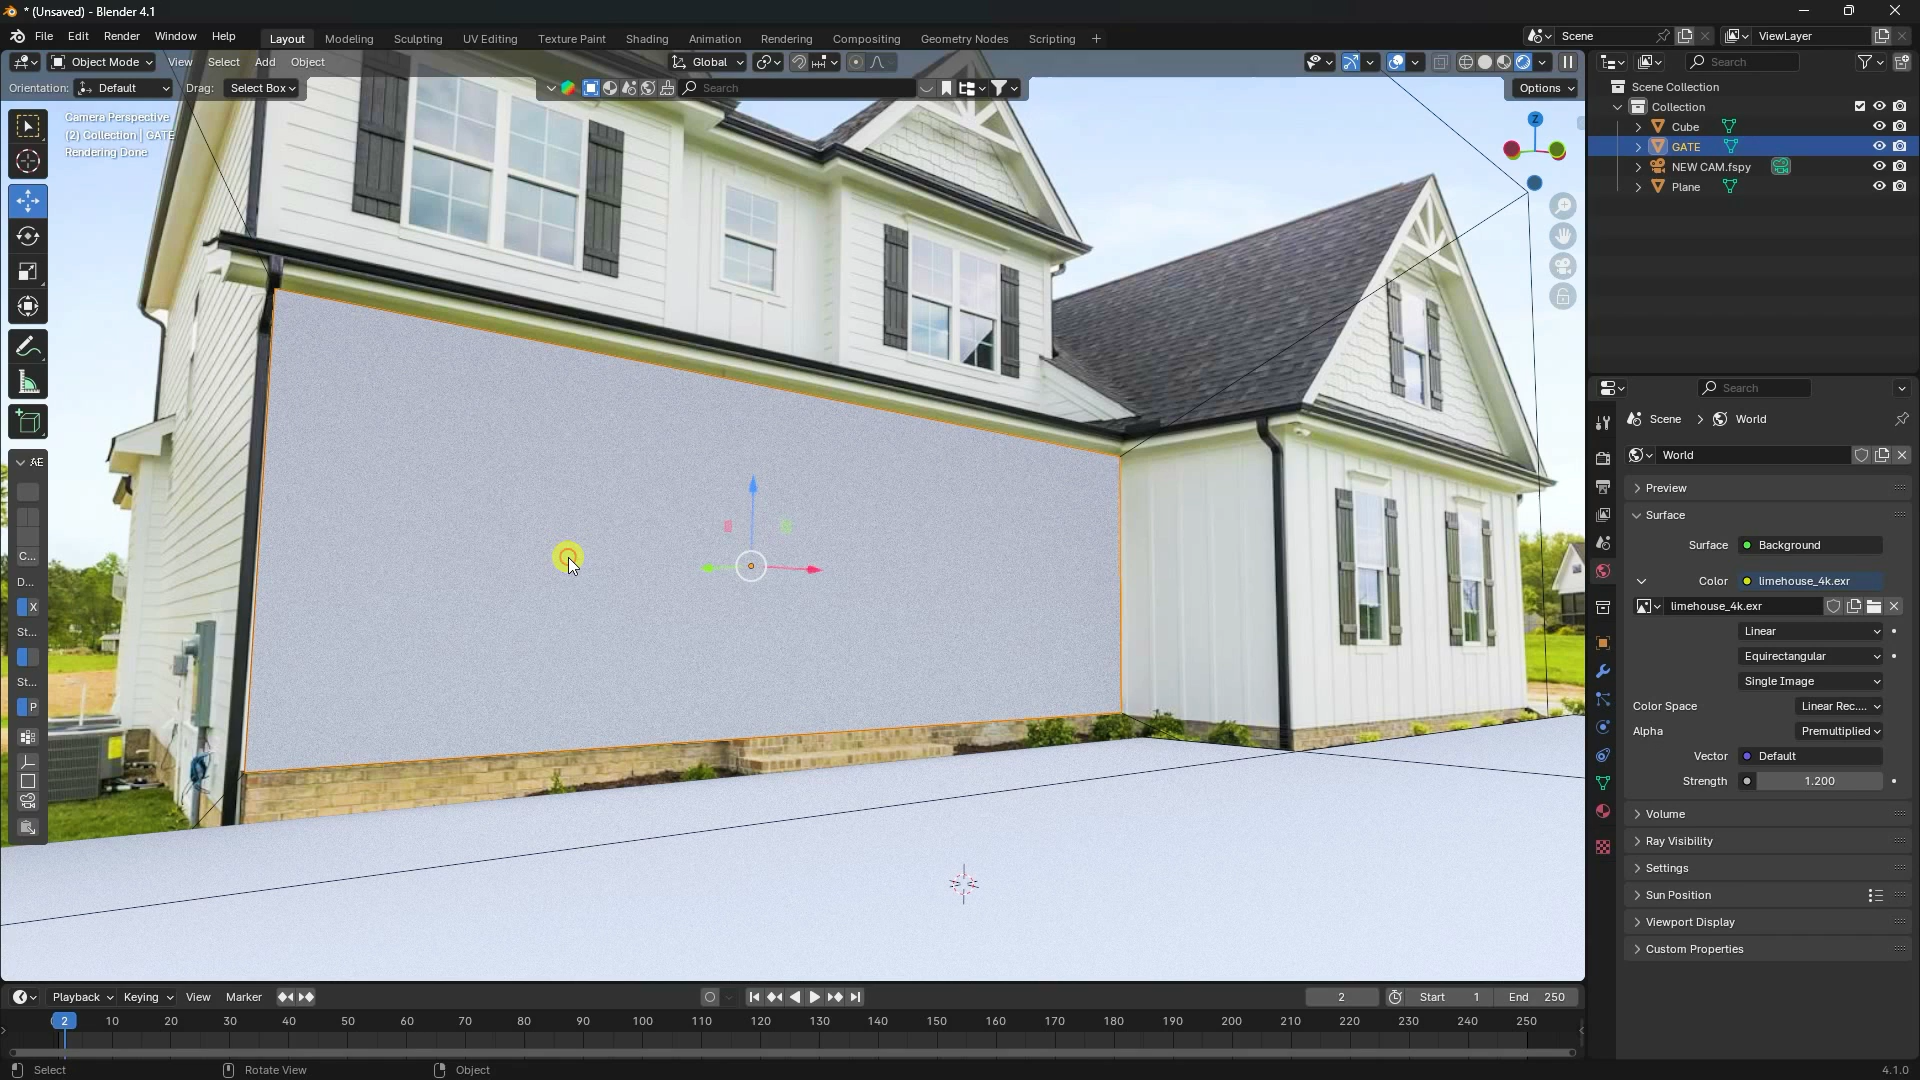 * (Unsaved) - Blender 4.1
File Edit Render Window Help
Layout Modeling Sculpting UV Editing Texture Paint Shading Animation Rendering Compositing Geometry Nodes Scripting +
Scene
ViewLayer
Object Mode View Select Add Object
Global
Search
Orientation: Default Drag: Select Box
Search
Options
Camera Perspective
(2) Collection | GATE
Rendering Done
Z
Scene Collection
Collection
Cube
GATE
NEW CAM.fspy
Plane
AE
C...
D...
X
St...
St...
P
Search
Scene > World
World
Preview
Surface
Surface Background
Color limehouse_4k.exr
limehouse_4k.exr
Linear
Equirectangular
Single Image
Color Space Linear Rec....
Alpha Premultiplied
Vector Default
Strength 1.200
Volume
Ray Visibility
Settings
Sun Position
Viewport Display
Custom Properties
Playback Keying View Marker
2 Start 1 End 250
2 10 20 30 40 50 60 70 80 90 100 110 120 130 140 150 160 170 180 190 200 210 220 230 240 250
Select Rotate View Object
4.1.0